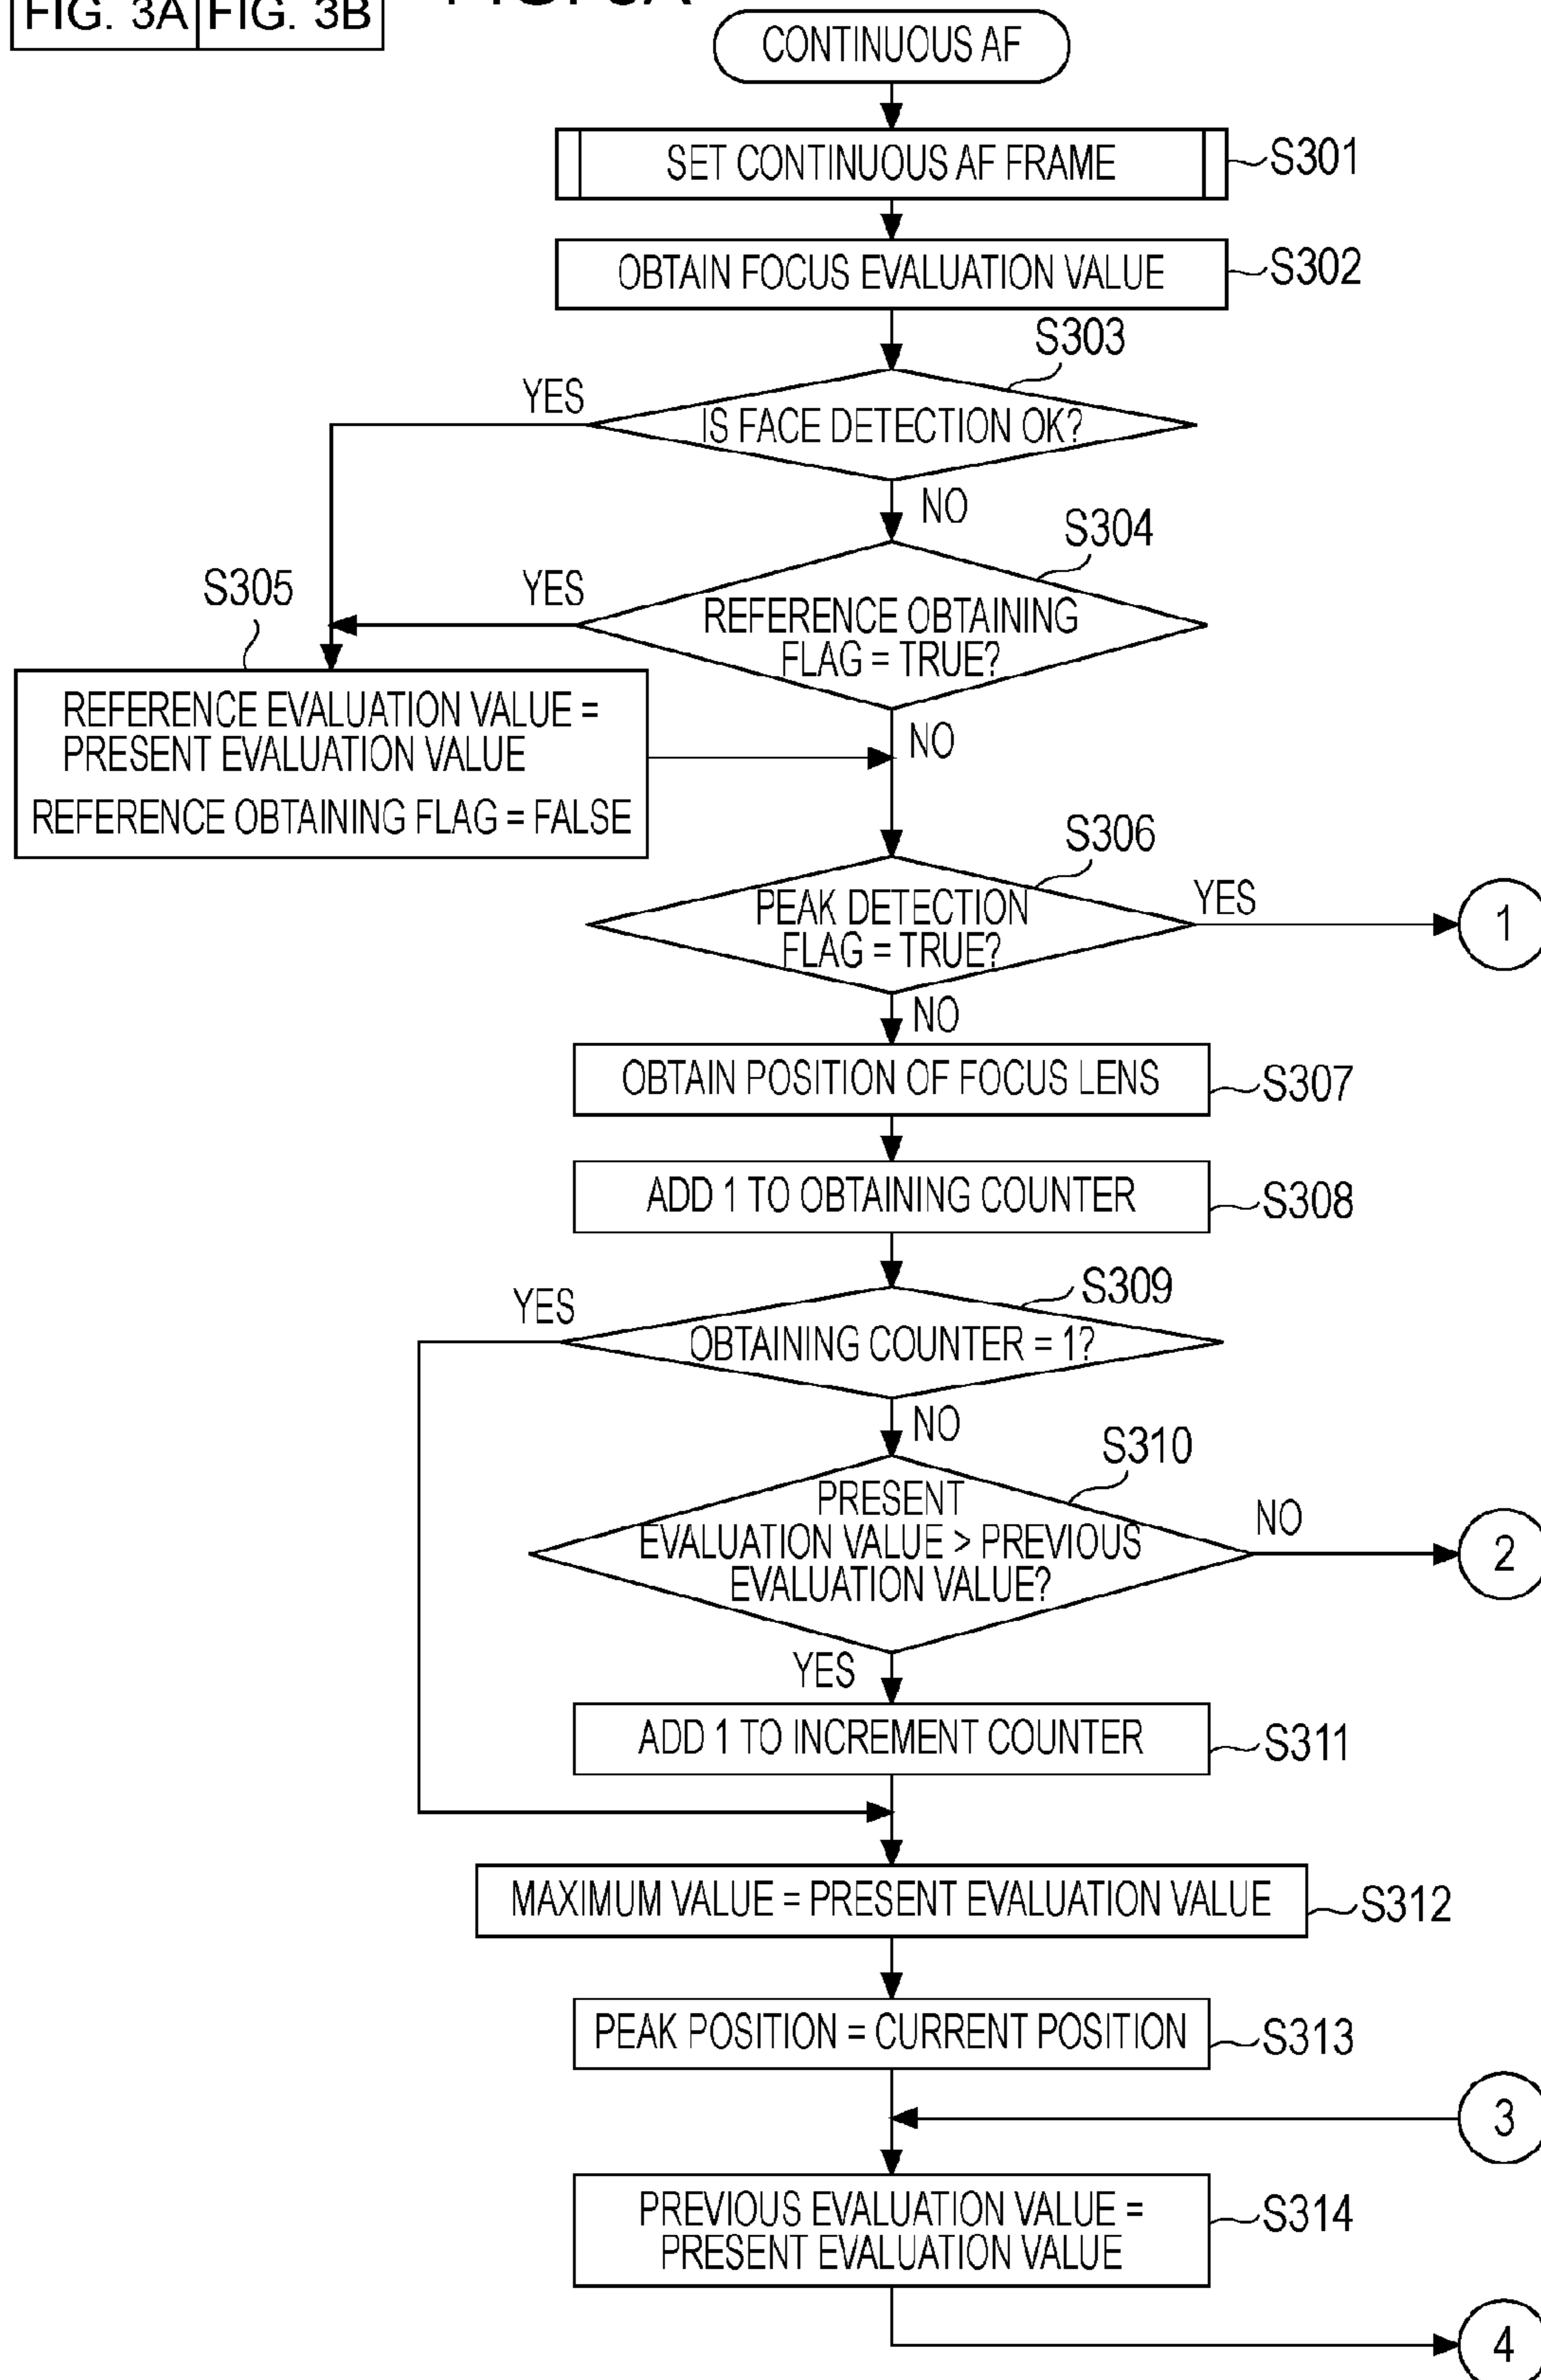 FIG. 3A FIG. 3B
FIG. 3A
CONTINUOUS AF
SET CONTINUOUS AF FRAME
S301
OBTAIN FOCUS EVALUATION VALUE
S302
S303
YES
IS FACE DETECTION OK?
NO
S304
S305
YES
REFERENCE OBTAINING
FLAG = TRUE?
REFERENCE EVALUATION VALUE =
PRESENT EVALUATION VALUE
REFERENCE OBTAINING FLAG = FALSE
NO
S306
PEAK DETECTION
FLAG = TRUE?
YES
1
NO
OBTAIN POSITION OF FOCUS LENS
S307
ADD 1 TO OBTAINING COUNTER
S308
S309
YES
OBTAINING COUNTER = 1?
NO
S310
PRESENT
EVALUATION VALUE > PREVIOUS
EVALUATION VALUE?
NO
2
YES
ADD 1 TO INCREMENT COUNTER
S311
MAXIMUM VALUE = PRESENT EVALUATION VALUE
S312
PEAK POSITION = CURRENT POSITION
S313
3
PREVIOUS EVALUATION VALUE =
PRESENT EVALUATION VALUE
S314
4